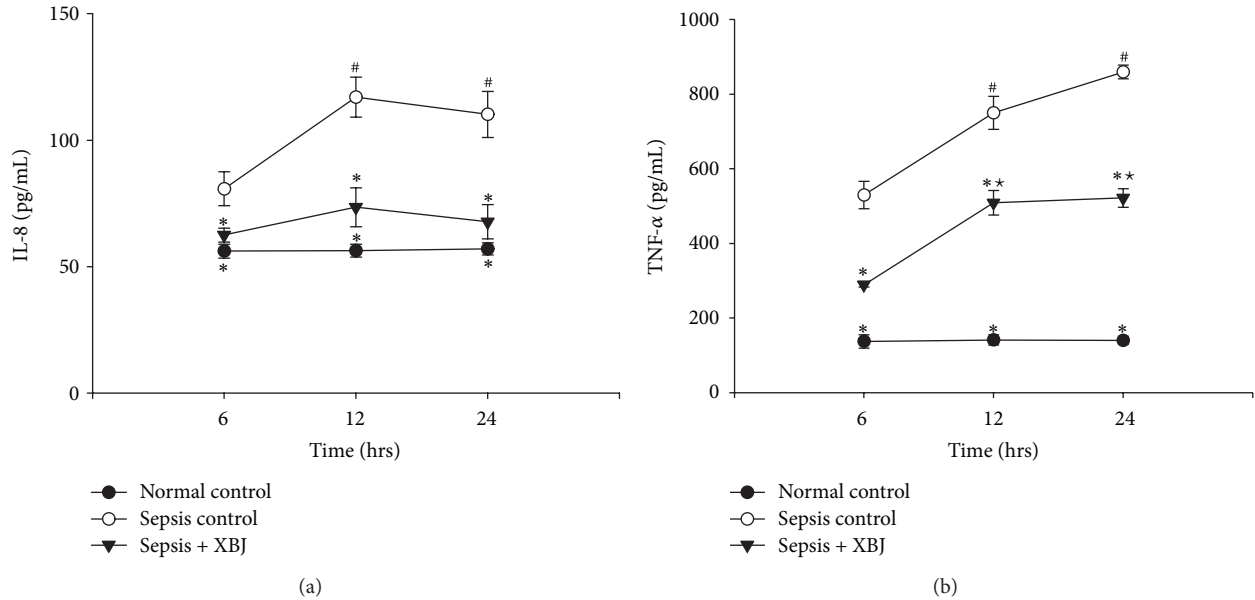 150
100
50
0
IL-8 (pg/mL)
#
#
*
*
*
*
*
*
6
12
24
Time (hrs)
Normal control
Sepsis control
Sepsis + XBJ
(a)
1000
800
600
400
200
0
TNF-α (pg/mL)
#
#
*⋆
*⋆
*
*
*
*
6
12
24
Time (hrs)
Normal control
Sepsis control
Sepsis + XBJ
(b)